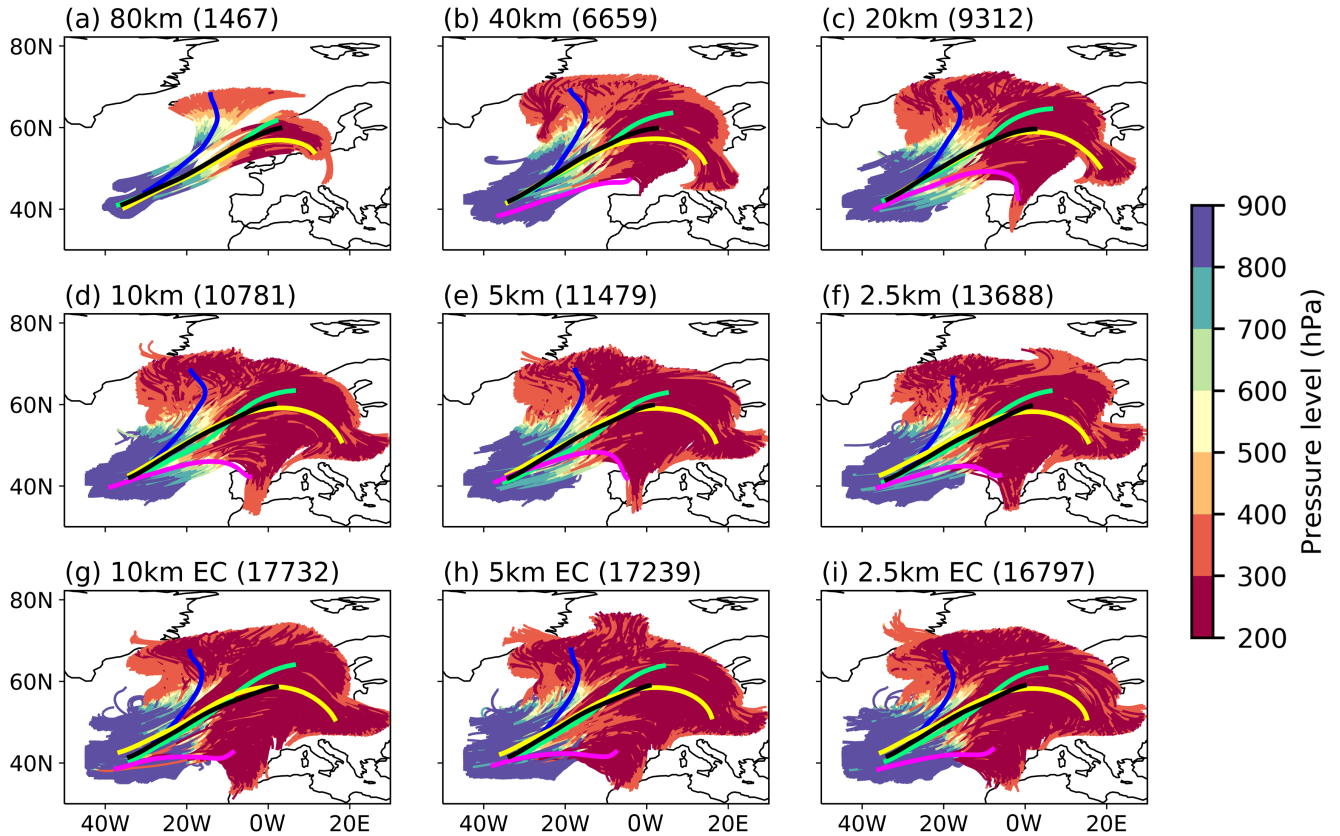 (a) 80km (1467)
(b) 40km (6659)
(c) 20km (9312)
80N
60N
40N
(d) 10km (10781)
(e) 5km (11479)
(f) 2.5km (13688)
80N
60N
40N
(g) 10km EC (17732)
(h) 5km EC (17239)
(i) 2.5km EC (16797)
80N
60N
40N
40W 20W 0W 20E
40W 20W 0W 20E
40W 20W 0W 20E
900
800
700
600
500
400
300
200
Pressure level (hPa)